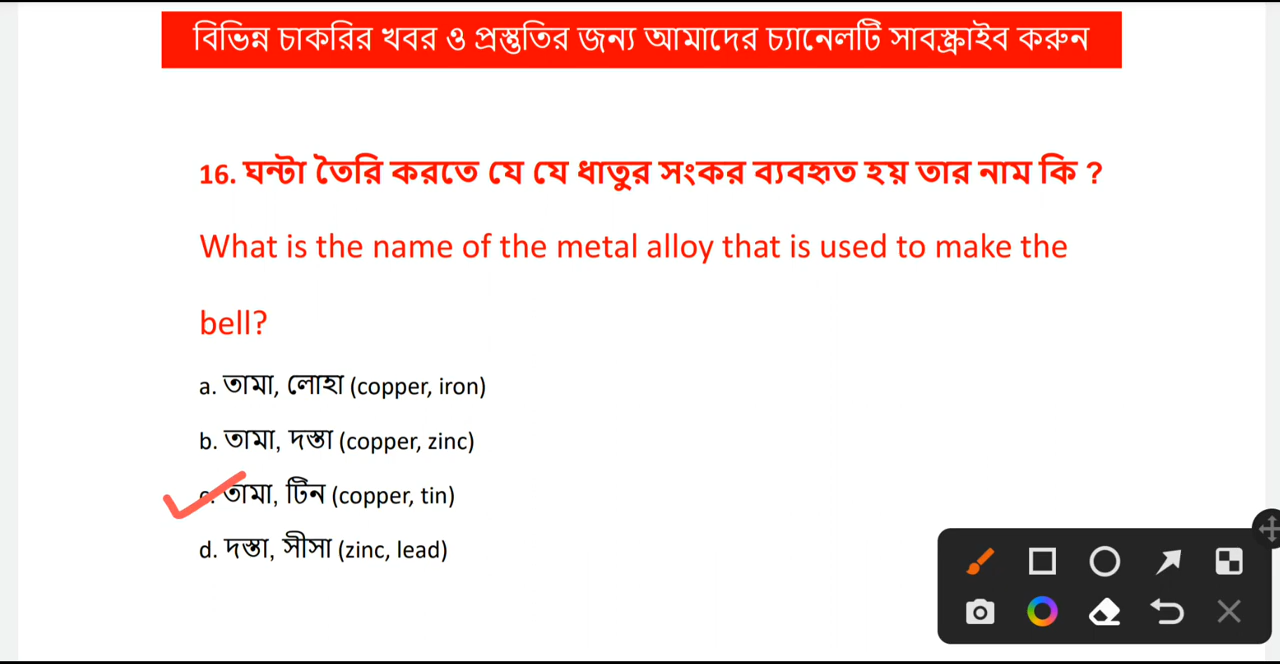 বিভিন্ন চাকরির খবর ও প্রস্তুতির জন্য আমাদের চ্যানেলটি সাবস্ক্রাইব করুন
16. ঘন্টা তৈরি করতে যে যে ধাতুর সংকর ব্যবহৃত হয় তার নাম কি ?
What is the name of the metal alloy that is used to make the
bell?
a. তামা, লোহা (copper, iron)
b. তামা, দস্তা (copper, zinc)
c. তামা, টিন (copper, tin)
d. দস্তা, সীসা (zinc, lead)